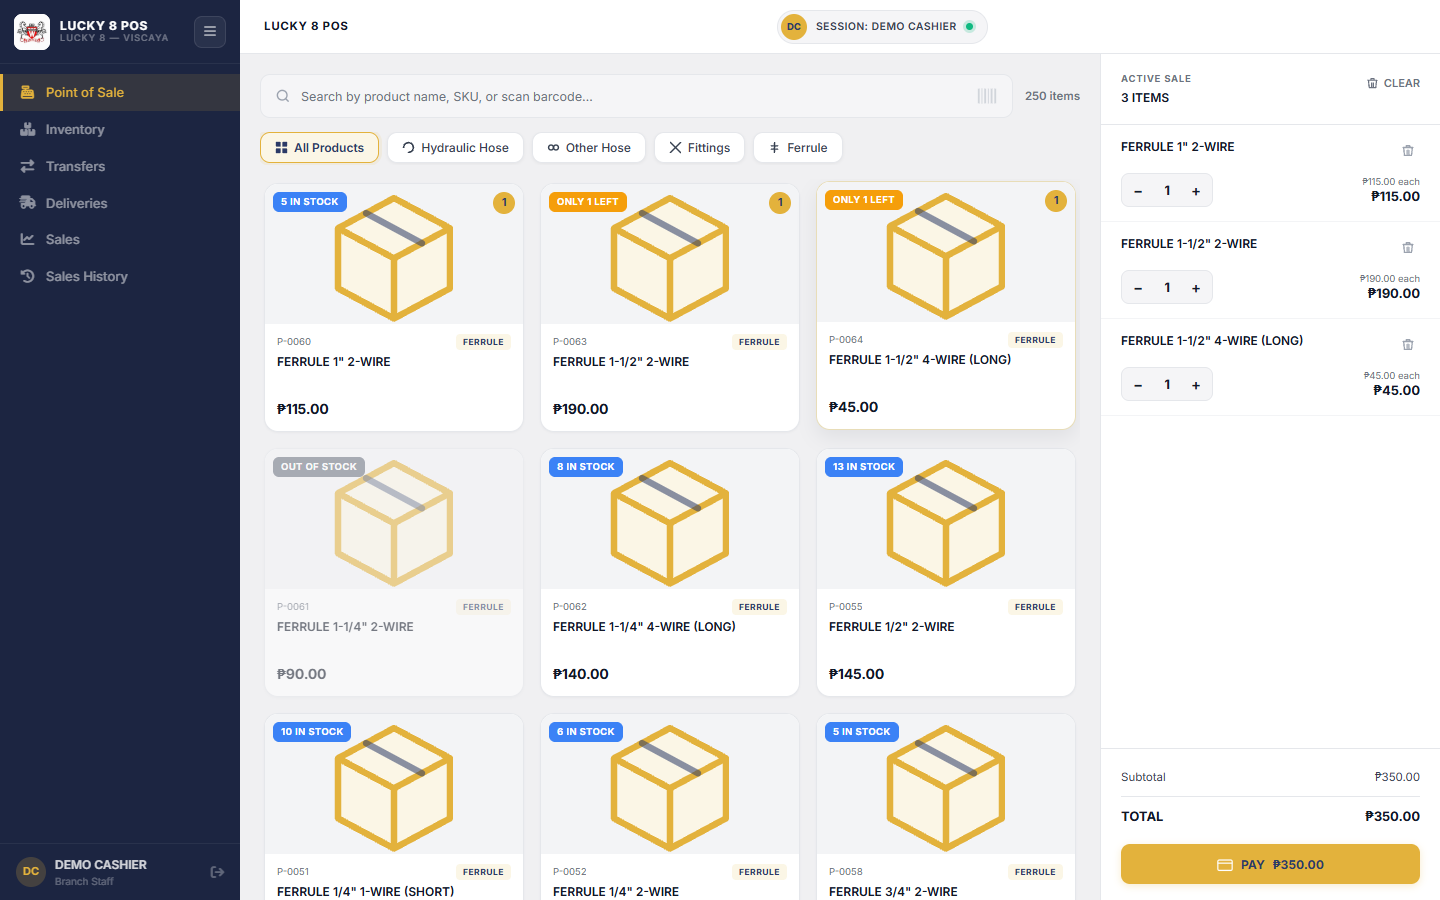 LUCKY 8 POS
LUCKY 8 — VISCAYA
Point of Sale
Inventory
Transfers
Deliveries
Sales
Sales History
DC
DEMO CASHIER
Branch Staff
LUCKY 8 POS
DC SESSION: DEMO CASHIER
Search by product name, SKU, or scan barcode...
250 items
All Products
Hydraulic Hose
Other Hose
Fittings
Ferrule
5 IN STOCK
1
P-0060
FERRULE
FERRULE 1" 2-WIRE
₱115.00
ONLY 1 LEFT
1
P-0063
FERRULE
FERRULE 1-1/2" 2-WIRE
₱190.00
ONLY 1 LEFT
1
P-0064
FERRULE
FERRULE 1-1/2" 4-WIRE (LONG)
₱45.00
OUT OF STOCK
P-0061
FERRULE
FERRULE 1-1/4" 2-WIRE
₱90.00
8 IN STOCK
P-0062
FERRULE
FERRULE 1-1/4" 4-WIRE (LONG)
₱140.00
13 IN STOCK
P-0055
FERRULE
FERRULE 1/2" 2-WIRE
₱145.00
10 IN STOCK
P-0051
FERRULE
FERRULE 1/4" 1-WIRE (SHORT)
6 IN STOCK
P-0052
FERRULE
FERRULE 1/4" 2-WIRE
5 IN STOCK
P-0058
FERRULE
FERRULE 3/4" 2-WIRE
ACTIVE SALE
3 ITEMS
CLEAR
FERRULE 1" 2-WIRE
− 1 +
₱115.00 each
₱115.00
FERRULE 1-1/2" 2-WIRE
− 1 +
₱190.00 each
₱190.00
FERRULE 1-1/2" 4-WIRE (LONG)
− 1 +
₱45.00 each
₱45.00
Subtotal ₱350.00
TOTAL ₱350.00
PAY ₱350.00